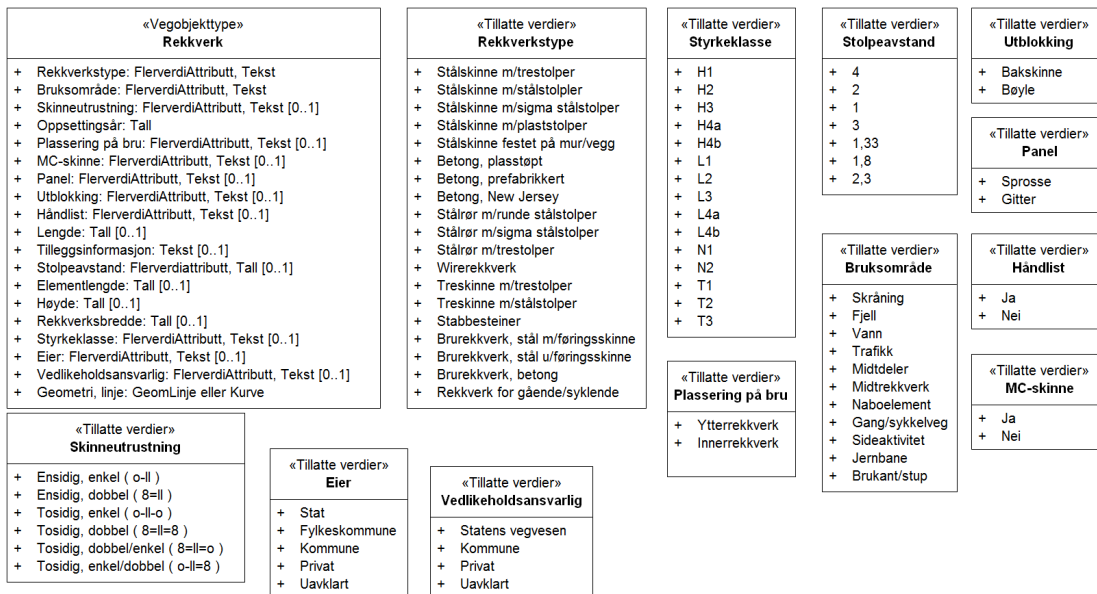 «Vegobjekttype»
Rekkverk
+ Rekkverkstype: FlerverdiAttributt, Tekst
+ Bruksområde: FlerverdiAttributt, Tekst
+ Skinneutrustning: FlerverdiAttributt, Tekst [0..1]
+ Oppsettingsår: Tall
+ Plassering på bru: FlerverdiAttributt, Tekst [0..1]
+ MC-skinne: FlerverdiAttributt, Tekst [0..1]
+ Panel: FlerverdiAttributt, Tekst [0..1]
+ Utblokking: FlerverdiAttributt, Tekst [0..1]
+ Håndlist: FlerverdiAttributt, Tekst [0..1]
+ Lengde: Tall [0..1]
+ Tilleggsinformasjon: Tekst [0..1]
+ Stolpeavstand: Flerverdiattributt, Tall [0..1]
+ Elementlengde: Tall [0..1]
+ Høyde: Tall [0..1]
+ Rekkverksbredde: Tall [0..1]
+ Styrkeklasse: FlerverdiAttributt, Tekst [0..1]
+ Eier: FlerverdiAttributt, Tekst [0..1]
+ Vedlikeholdsansvarlig: FlerverdiAttributt, Tekst [0..1]
+ Geometri, linje: GeomLinje eller Kurve
«Tillatte verdier»
Rekkverkstype
+ Stålskinne m/trestolper
+ Stålskinne m/stålstolpler
+ Stålskinne m/sigma stålstolper
+ Stålskinne m/plaststolper
+ Stålskinne festet på mur/vegg
+ Betong, plasstøpt
+ Betong, prefabrikkert
+ Betong, New Jersey
+ Stålrør m/runde stålstolper
+ Stålrør m/sigma stålstolper
+ Stålrør m/trestolper
+ Wirerekkverk
+ Treskinne m/trestolper
+ Treskinne m/stålstolper
+ Stabbesteiner
+ Brurekkverk, stål m/føringsskinne
+ Brurekkverk, stål u/føringsskinne
+ Brurekkverk, betong
+ Rekkverk for gående/syklende
«Tillatte verdier»
Styrkeklasse
+ H1
+ H2
+ H3
+ H4a
+ H4b
+ L1
+ L2
+ L3
+ L4a
+ L4b
+ N1
+ N2
+ T1
+ T2
+ T3
«Tillatte verdier»
Stolpeavstand
+ 4
+ 2
+ 1
+ 3
+ 1,33
+ 1,8
+ 2,3
«Tillatte verdier»
Utblokking
+ Bakskinne
+ Bøyle
«Tillatte verdier»
Panel
+ Sprosse
+ Gitter
«Tillatte verdier»
Bruksområde
+ Skråning
+ Fjell
+ Vann
+ Trafikk
+ Midtdeler
+ Midtrekkverk
+ Naboelement
+ Gang/sykkelveg
+ Sideaktivitet
+ Jernbane
+ Brukant/stup
«Tillatte verdier»
Håndlist
+ Ja
+ Nei
«Tillatte verdier»
Plassering på bru
+ Ytterrekkverk
+ Innerrekkverk
«Tillatte verdier»
MC-skinne
+ Ja
+ Nei
«Tillatte verdier»
Skinneutrustning
+ Ensidig, enkel ( o-ll )
+ Ensidig, dobbel ( 8=ll )
+ Tosidig, enkel ( o-ll-o )
+ Tosidig, dobbel ( 8=ll=8 )
+ Tosidig, dobbel/enkel ( 8=ll=o )
+ Tosidig, enkel/dobbel ( o-ll=8 )
«Tillatte verdier»
Eier
+ Stat
+ Fylkeskommune
+ Kommune
+ Privat
+ Uavklart
«Tillatte verdier»
Vedlikeholdsansvarlig
+ Statens vegvesen
+ Kommune
+ Privat
+ Uavklart